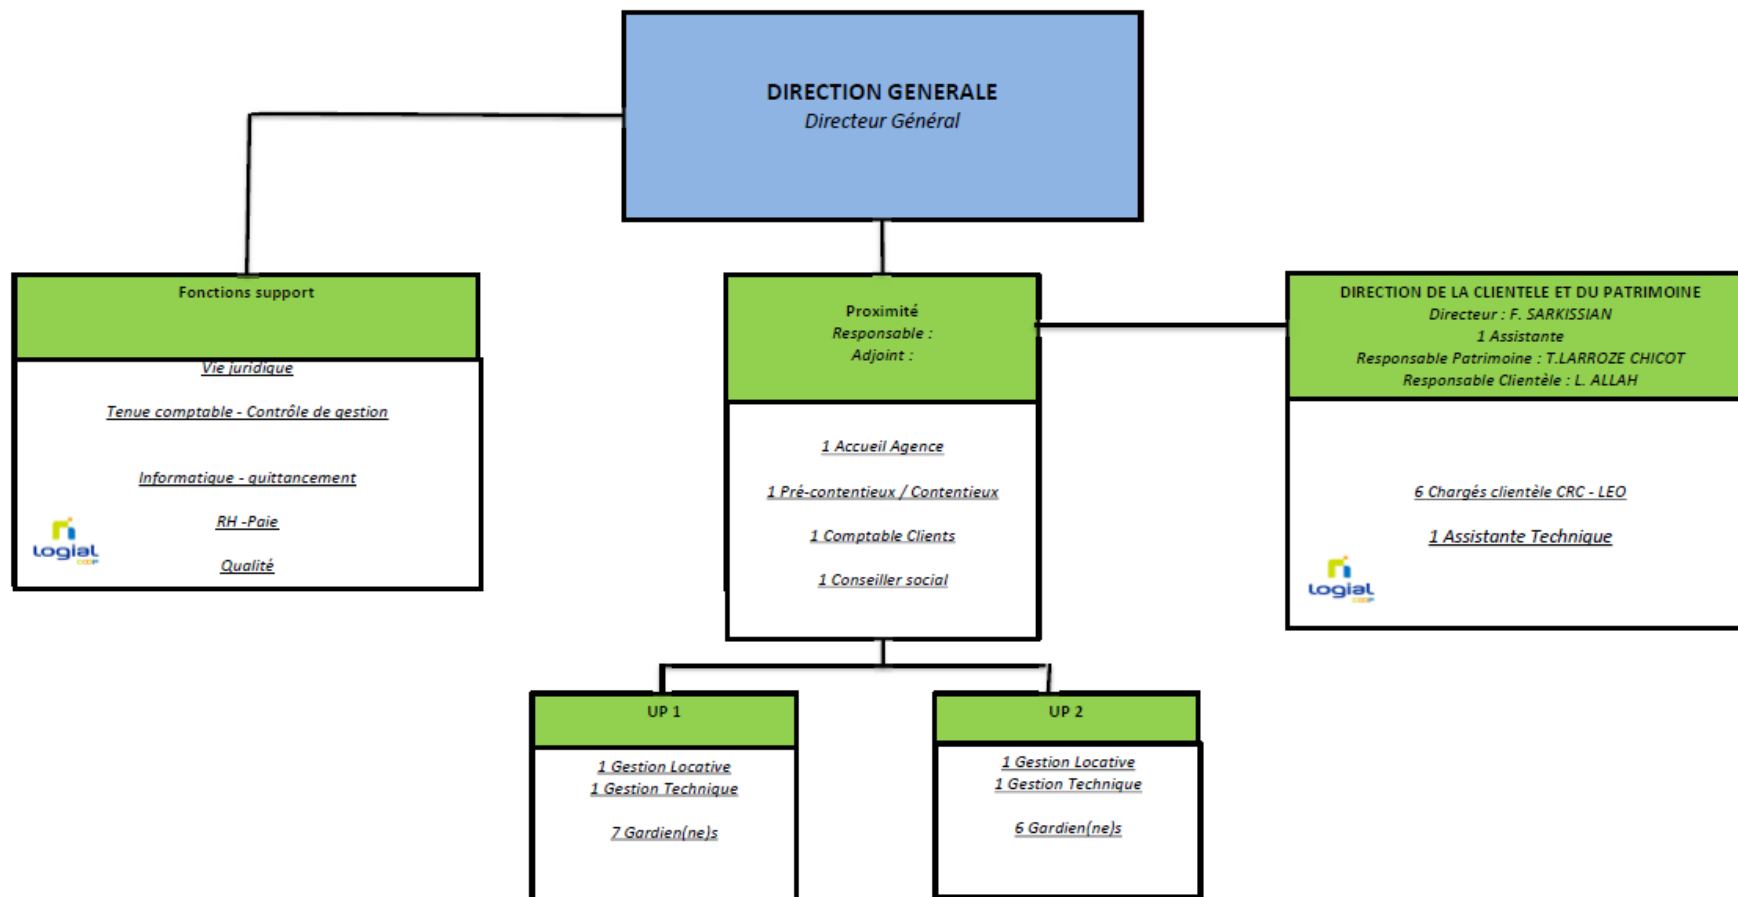 DIRECTION GENERALE
Directeur Général
Fonctions support
Vie juridique
Tenue comptable - Contrôle de gestion
Informatique - quittancement
RH -Paie
Qualité
logial
COOP
Proximité
Responsable :
Adjoint :
1 Accueil Agence
1 Pré-contentieux / Contentieux
1 Comptable Clients
1 Conseiller social
DIRECTION DE LA CLIENTELE ET DU PATRIMOINE
Directeur : F. SARKISSIAN
1 Assistante
Responsable Patrimoine : T.LARROZE CHICOT
Responsable Clientèle : L. ALLAH
6 Chargés clientèle CRC - LEO
1 Assistante Technique
logial
COOP
UP 1
1 Gestion Locative
1 Gestion Technique
7 Gardien(ne)s
UP 2
1 Gestion Locative
1 Gestion Technique
6 Gardien(ne)s